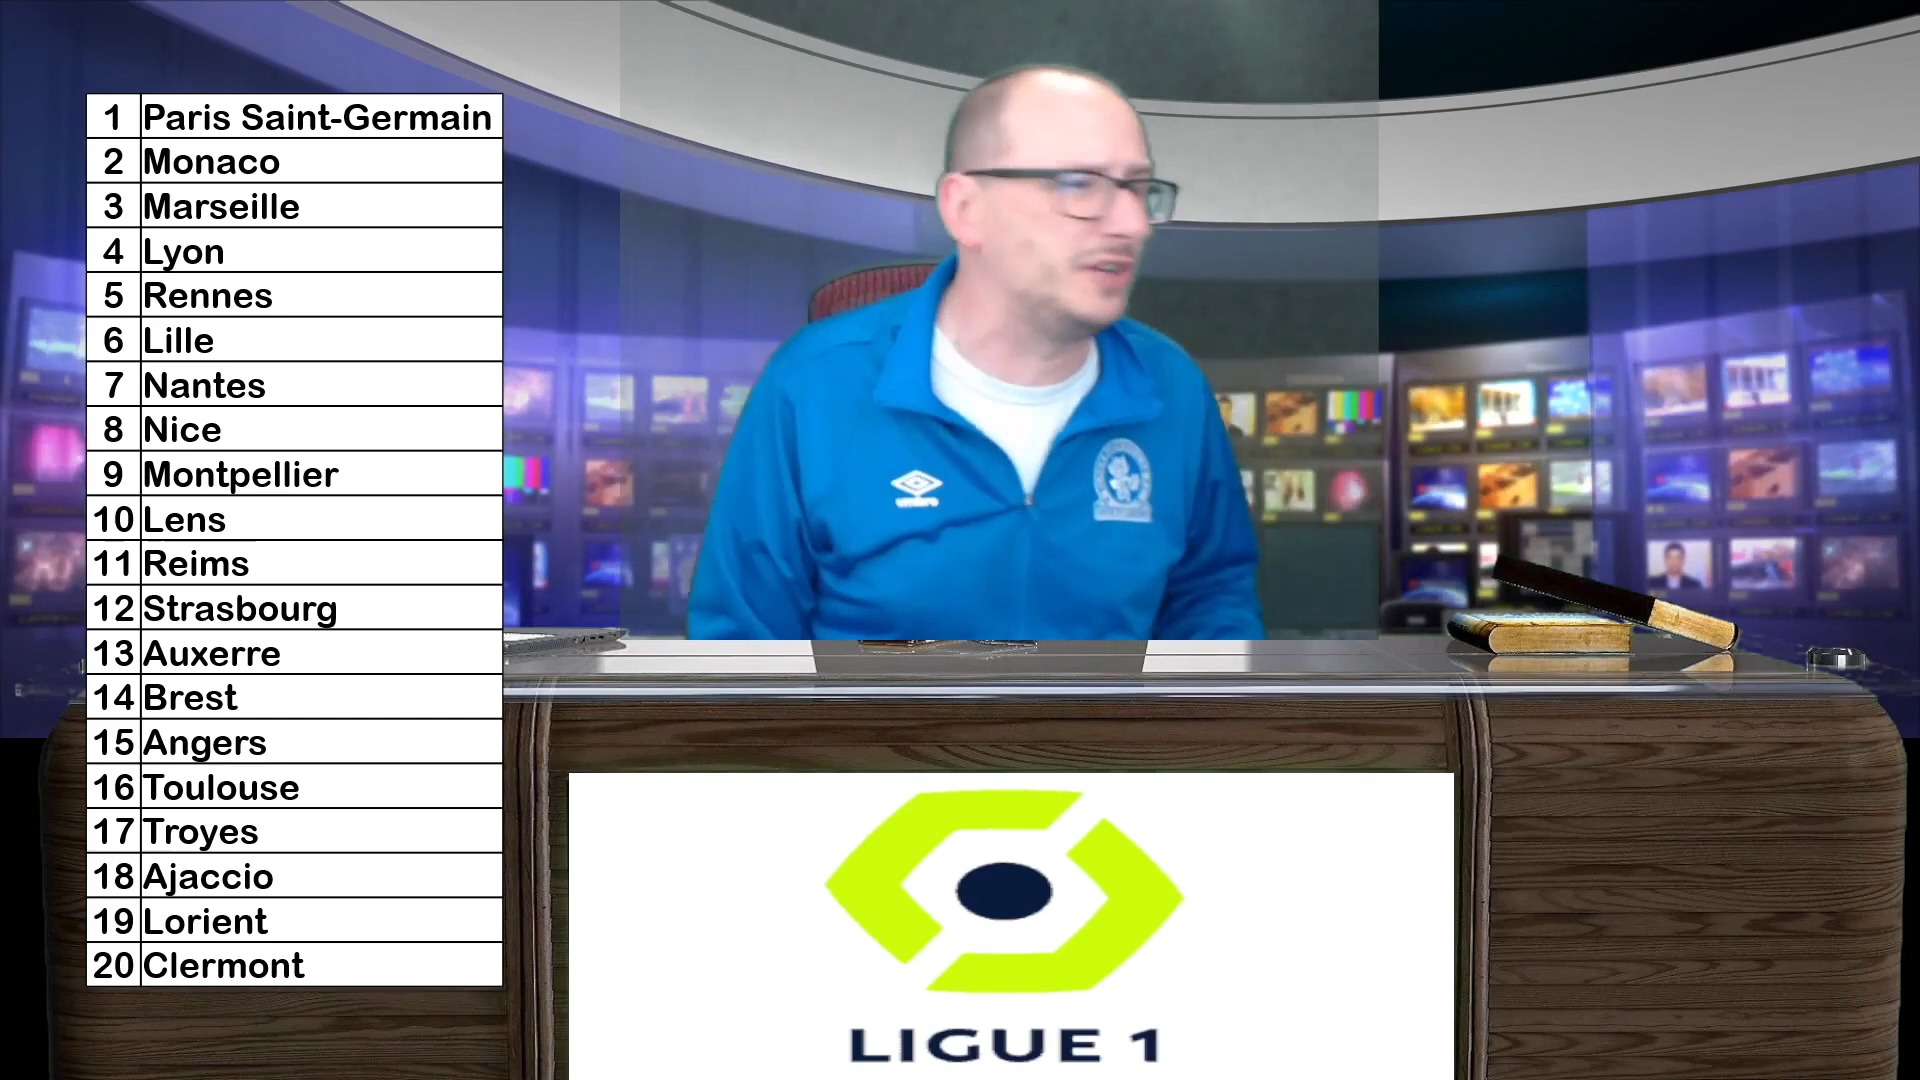 1 Paris Saint-Germain
2 Monaco
3 Marseille
4 Lyon
5 Rennes
6 Lille
7 Nantes
8 Nice
9 Montpellier
10 Lens
11 Reims
12 Strasbourg
13 Auxerre
14 Brest
15 Angers
16 Toulouse
17 Troyes
18 Ajaccio
19 Lorient
20 Clermont
umbro
LIGUE 1